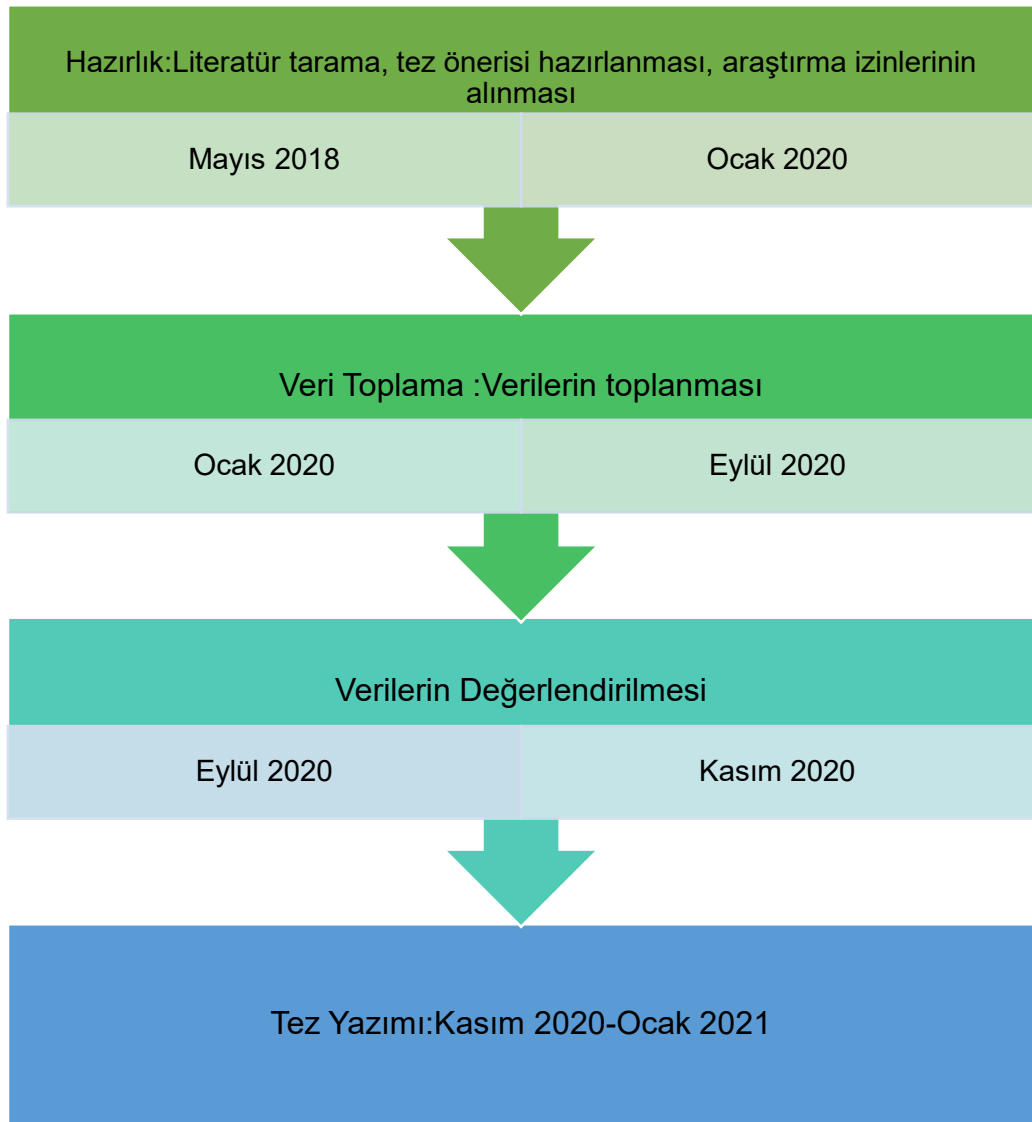 Hazırlık:Literatür tarama, tez önerisi hazırlanması, araştırma izinlerinin
alınması
Mayıs 2018
Ocak 2020
Veri Toplama :Verilerin toplanması
Ocak 2020
Eylül 2020
Verilerin Değerlendirilmesi
Eylül 2020
Kasım 2020
Tez Yazımı:Kasım 2020-Ocak 2021